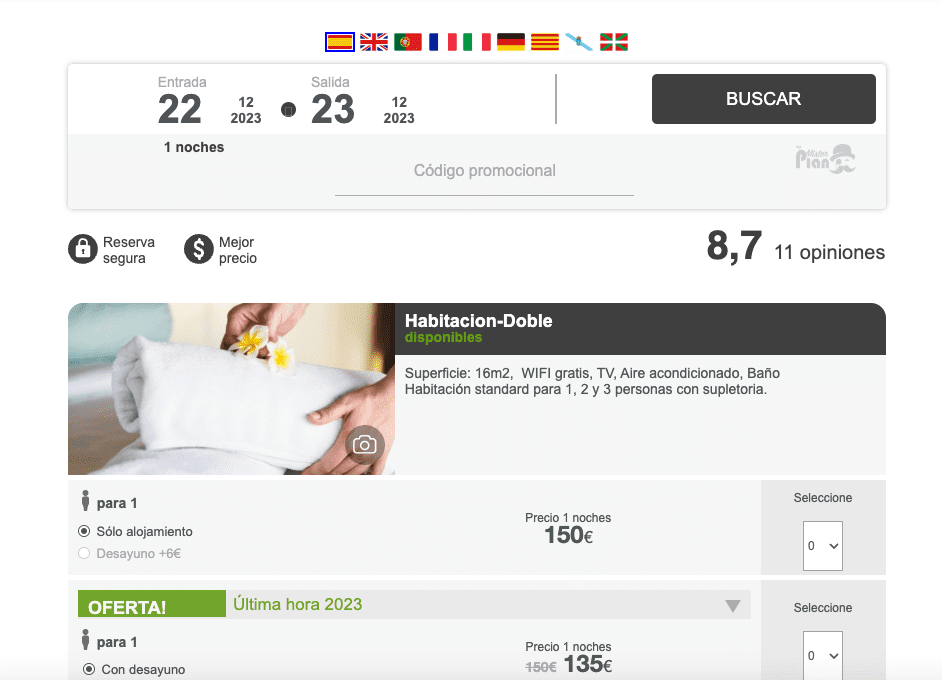 Entrada
22
12
2023
Salida
23
12
2023
BUSCAR
1 noches
Código promocional
Mister
Plan
Reserva
segura
Mejor
precio
8,7 11 opiniones
Habitacion-Doble
disponibles
Superficie: 16m2, WIFI gratis, TV, Aire acondicionado, Baño
Habitación standard para 1, 2 y 3 personas con supletoria.
para 1
Sólo alojamiento
Desayuno +6€
Precio 1 noches
150€
Seleccione
0
OFERTA!
Última hora 2023
para 1
Con desayuno
Precio 1 noches
150€ 135€
Seleccione
0